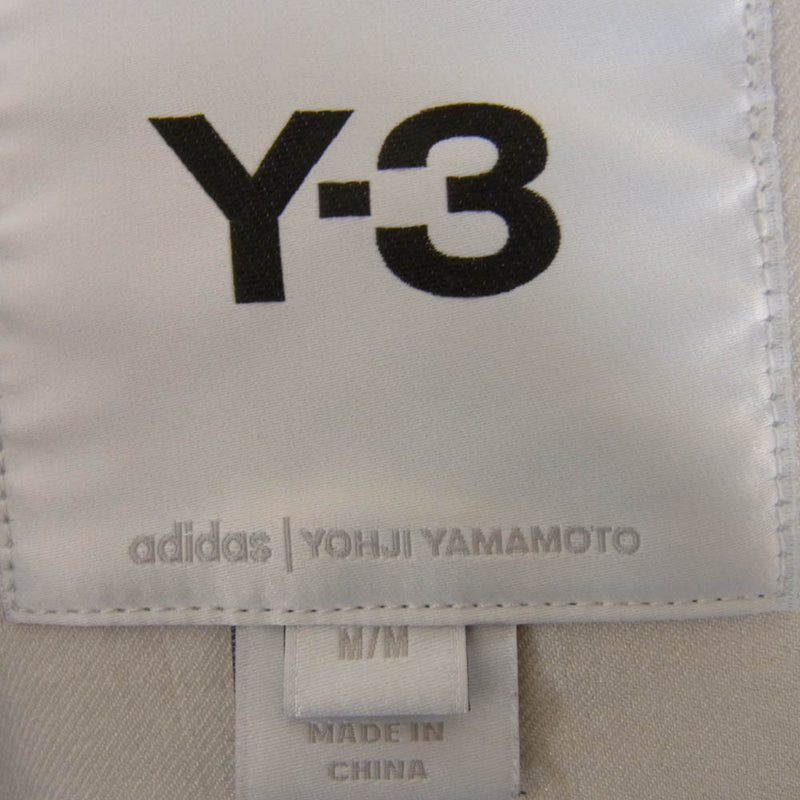 Y-3
adidas | YOHJI YAMAMOTO
M/M
MADE IN
CHINA